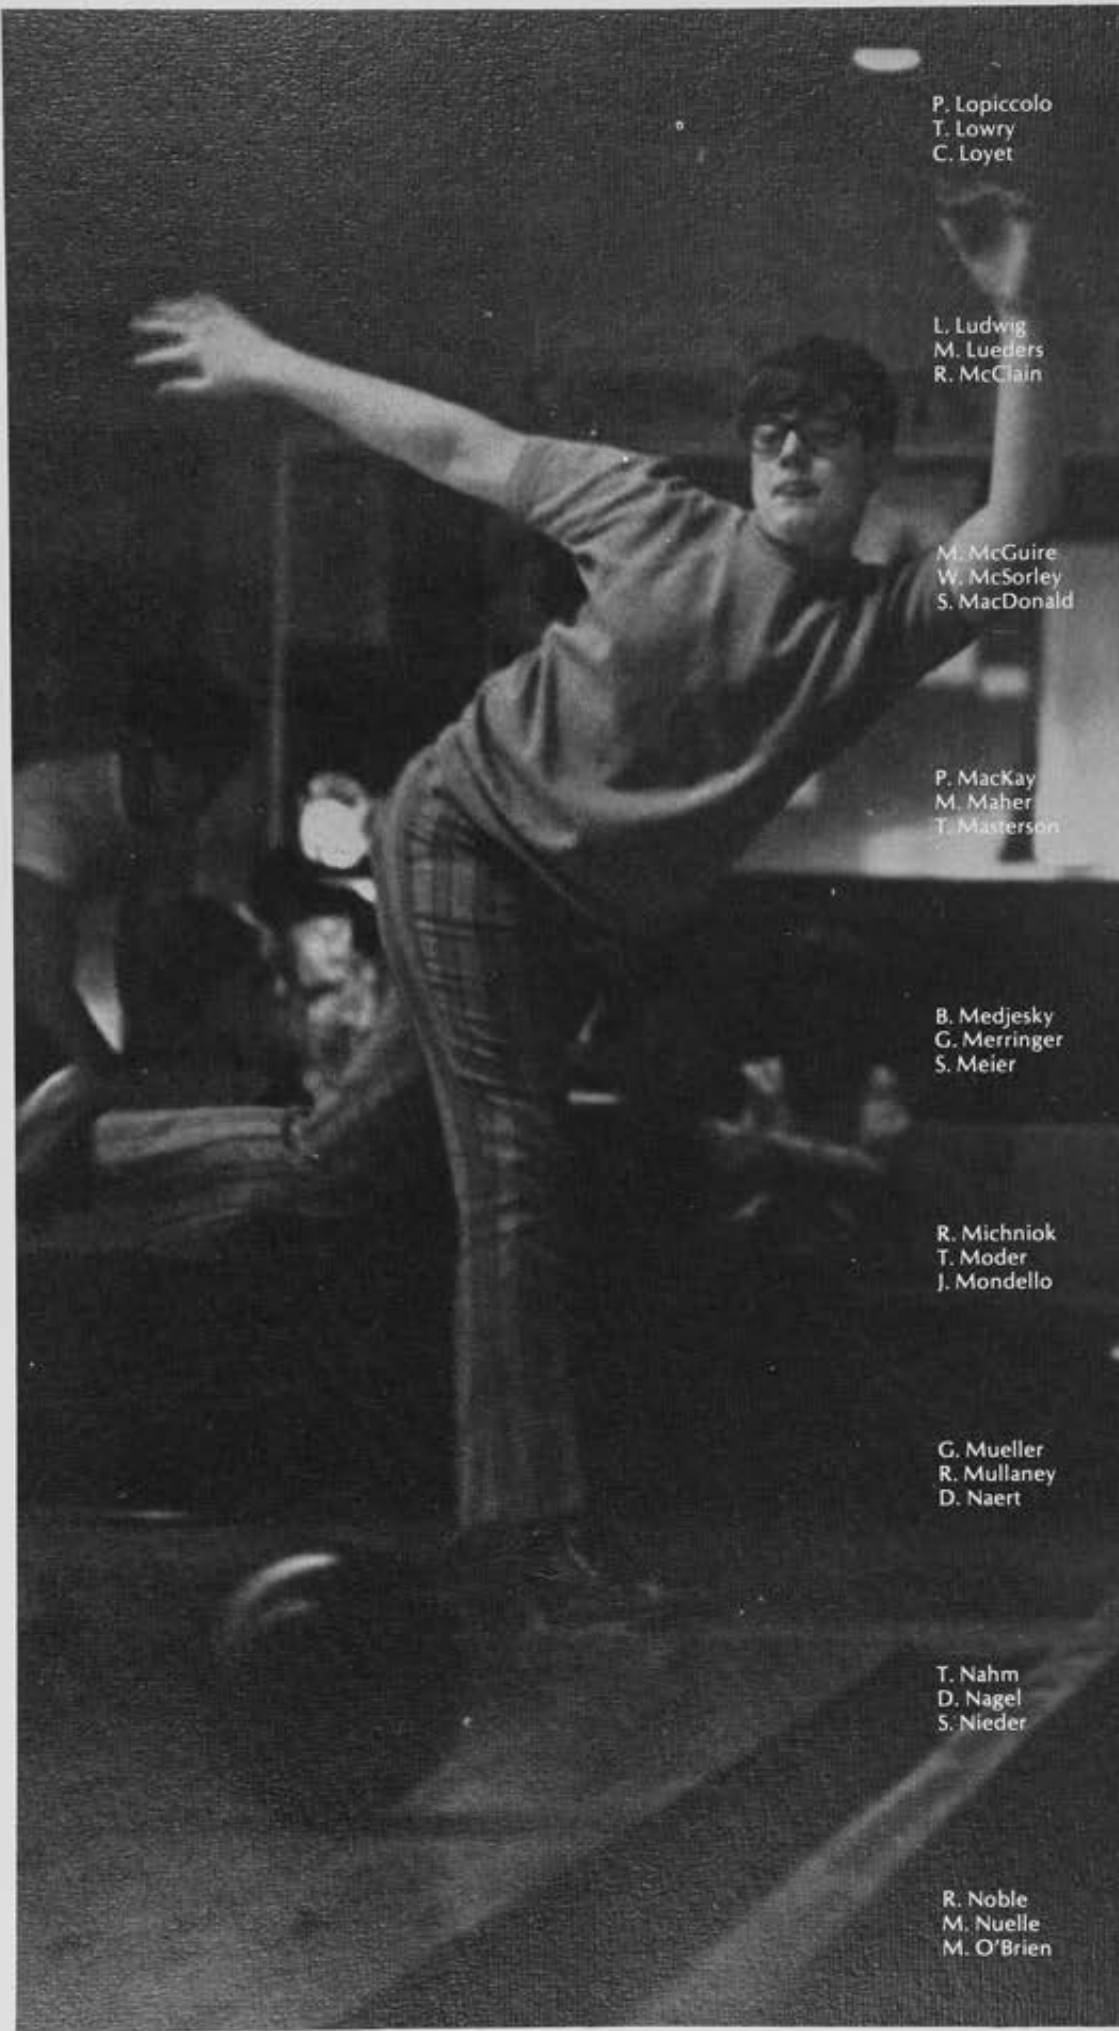 P. Lopiccolo
T. Lowry
C. Loyet
L. Ludwig
M. Lueders
R. McClain
M. McGuire
W. McSorley
S. MacDonald
P. MacKay
M. Maher
T. Masterson
B. Medjesky
G. Merringer
S. Meier
R. Michniok
T. Moder
J. Mondello
G. Mueller
R. Mullaney
D. Naert
T. Nahm
D. Nagel
S. Nieder
R. Noble
M. Nuelle
M. O'Brien